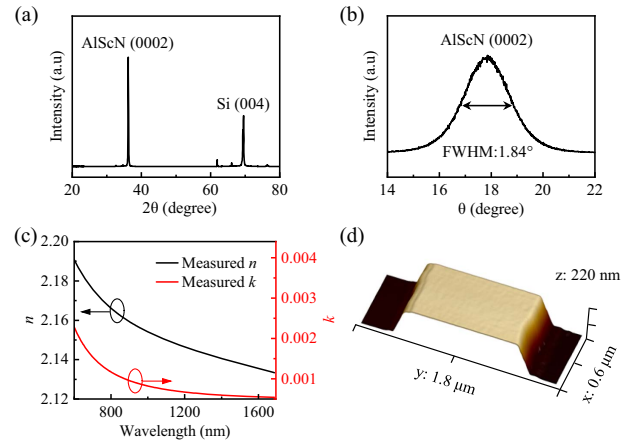 (a)
AlScN (0002)
Si (004)
Intensity (a.u)
20 40 60 80
2θ (degree)
(b)
AlScN (0002)
FWHM:1.84°
Intensity (a.u)
14 16 18 20 22
θ (degree)
(c)
2.20
2.18
2.16
2.14
2.12
n
Measured n
Measured k
0.004
0.003
0.002
0.001
k
800 1200 1600
Wavelength (nm)
(d)
z: 220 nm
y: 1.8 μm
x: 0.6 μm